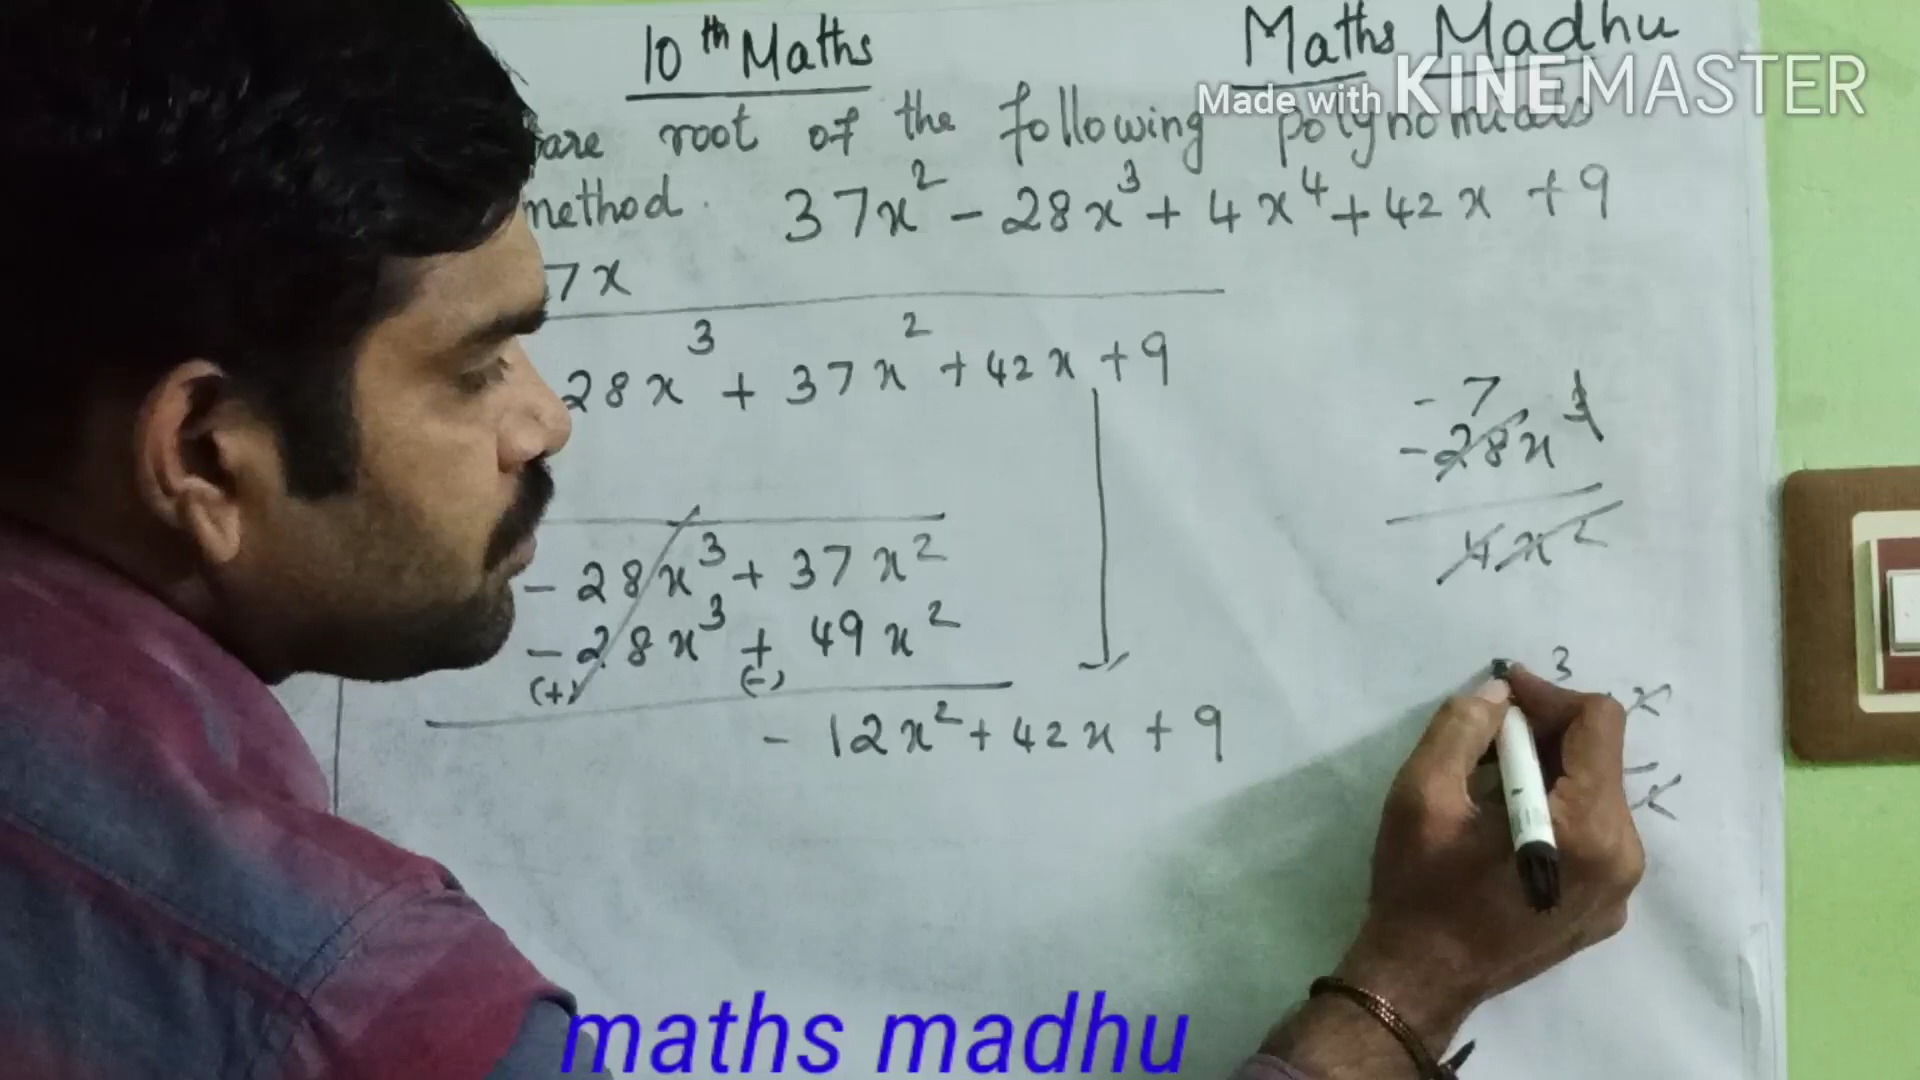 10th Maths
Maths Madhu
Made with KINEMASTER
are root of the following polynomials
method. 37x² - 28x³ + 4x⁴ + 42x + 9
7x
28x³ + 37x² + 42x + 9
- 7
- 28x³
4x²
- 28x³ + 37x²
- 28x³ + 49x²
(+) (-)
3
- 12x² + 42x + 9
maths madhu